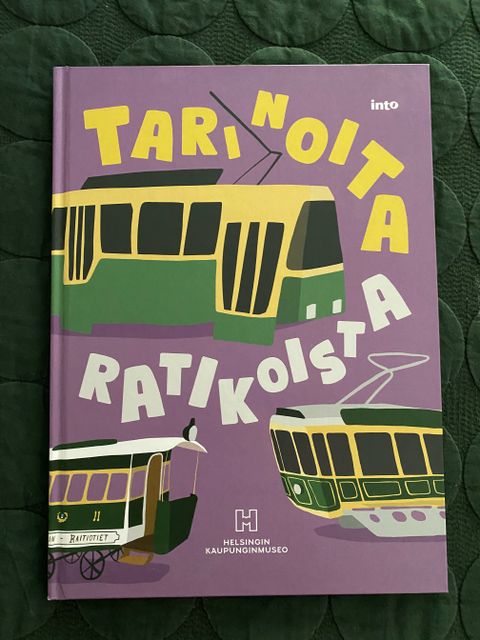 into
TARINOITA
RATIKOISTA
11
N - RAITIOTIET
HELSINGIN
KAUPUNGINMUSEO